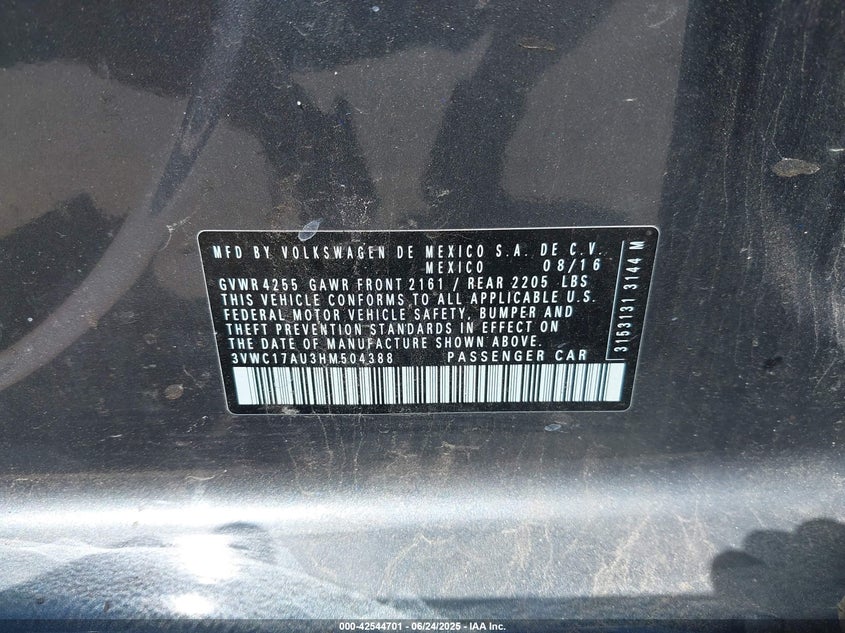 MFD BY VOLKSWAGEN DE MEXICO S.A. DE C.V.
MEXICO 08/16
GVWR 4255 GAWR FRONT 2161 / REAR 2205 LBS
THIS VEHICLE CONFORMS TO ALL APPLICABLE U.S.
FEDERAL MOTOR VEHICLE SAFETY, BUMPER AND
THEFT PREVENTION STANDARDS IN EFFECT ON
THE DATE OF MANUFACTURE SHOWN ABOVE.
3VWC17AU3HM504388 PASSENGER CAR
3153131 3144 M
000-42544701 - 06/24/2025 - IAA Inc.